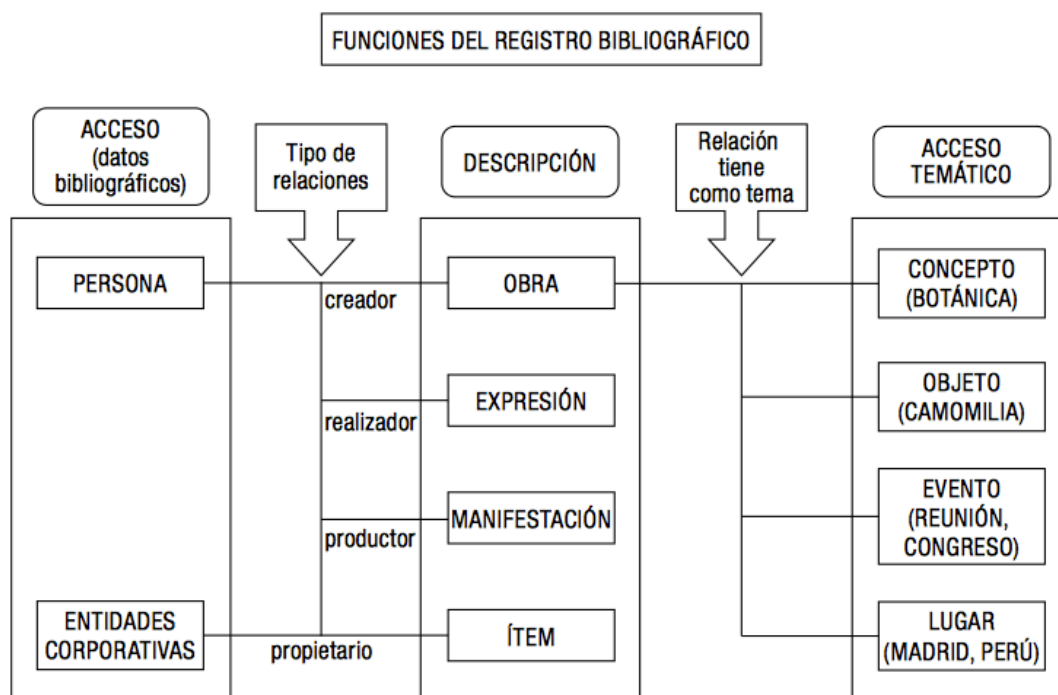 FUNCIONES DEL REGISTRO BIBLIOGRÁFICO
ACCESO
(datos
bibliográficos)
Tipo de
relaciones
DESCRIPCIÓN
Relación
tiene
como tema
ACCESO
TEMÁTICO
PERSONA
creador
OBRA
CONCEPTO
(BOTÁNICA)
realizador
EXPRESIÓN
OBJETO
(CAMOMILIA)
productor
MANIFESTACIÓN
EVENTO
(REUNIÓN,
CONGRESO)
ENTIDADES
CORPORATIVAS
propietario
ÍTEM
LUGAR
(MADRID, PERÚ)